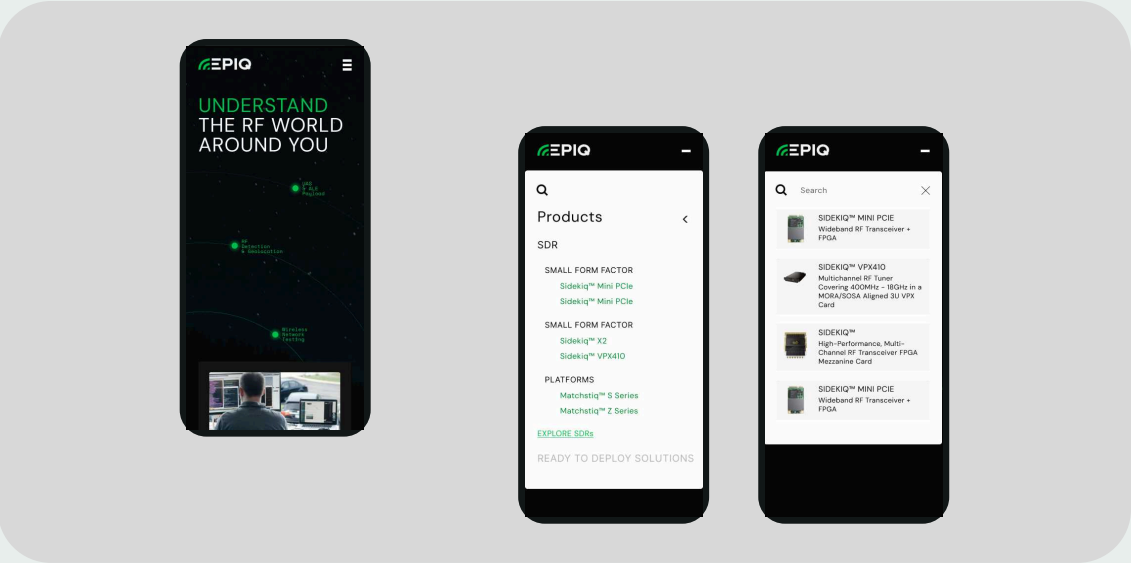 EPIQ
UNDERSTAND
THE RF WORLD
AROUND YOU
UAS
& ALE
Payload
RF
Detection
& Geolocation
Wireless
Network
Testing
EPIQ
Products
SDR
SMALL FORM FACTOR
Sidekiq™ Mini PCIe
Sidekiq™ Mini PCIe
SMALL FORM FACTOR
Sidekiq™ X2
Sidekiq™ VPX410
PLATFORMS
Matchstiq™ S Series
Matchstiq™ Z Series
EXPLORE SDRs
READY TO DEPLOY SOLUTIONS
EPIQ
Search
SIDEKIQ™ MINI PCIE
Wideband RF Transceiver +
FPGA
SIDEKIQ™ VPX410
Multichannel RF Tuner
Covering 400MHz - 18GHz in a
MORA/SOSA Aligned 3U VPX
Card
SIDEKIQ™
High-Performance, Multi-
Channel RF Transceiver FPGA
Mezzanine Card
SIDEKIQ™ MINI PCIE
Wideband RF Transceiver +
FPGA